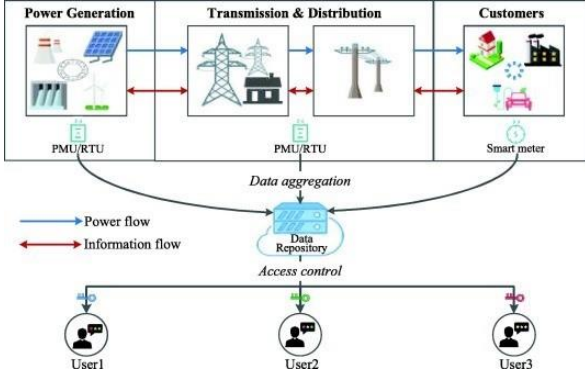 Power Generation
Transmission & Distribution
Customers
PMU/RTU
PMU/RTU
Smart meter
Data aggregation
Power flow
Information flow
Data
Repository
Access control
User1
User2
User3